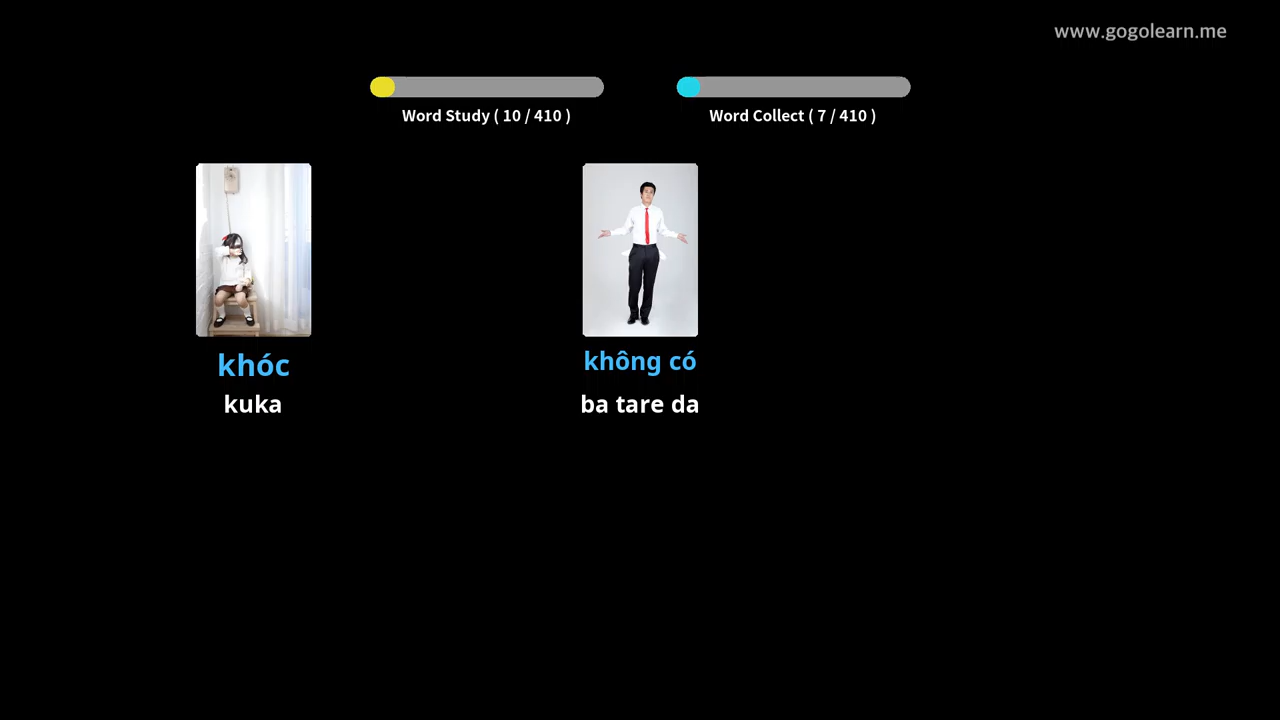 www.gogolearn.me
Word Study ( 10 / 410 )
Word Collect ( 7 / 410 )
khóc
kuka
không có
ba tare da